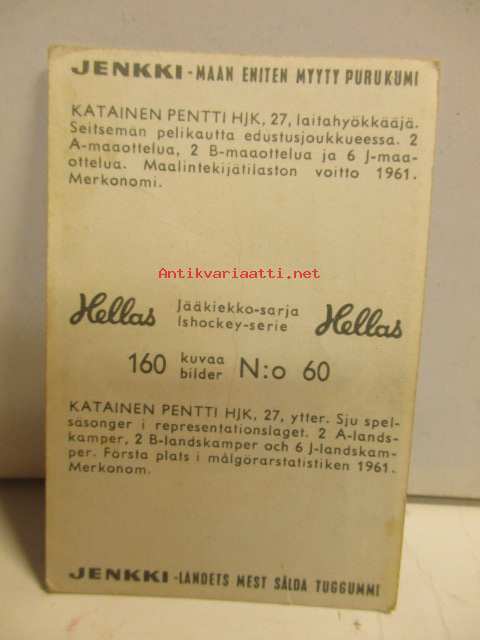 JENKKI - MAAN ENITEN MYYTY PURUKUMI
KATAINEN PENTTI HJK, 27, laitahyökkääjä.
Seitsemän pelikautta edustusjoukkueessa. 2
A-maaottelua, 2 B-maaottelua ja 6 J-maa-
ottelua. Maalintekijätilaston voitto 1961.
Merkonomi.
Antikvariaatti.net
Hellas Jääkiekko-sarja Hellas
Ishockey-serie
160 kuvaa N:o 60
bilder
KATAINEN PENTTI HJK, 27, ytter. Sju spel-
säsonger i representationslaget. 2 A-lands-
kamper, 2 B-landskamper och 6 J-landskam-
per. Första plats i målgörarstatistiken 1961.
Merkonom.
JENKKI - LANDETS MEST SÅLDA TUGGUMMI